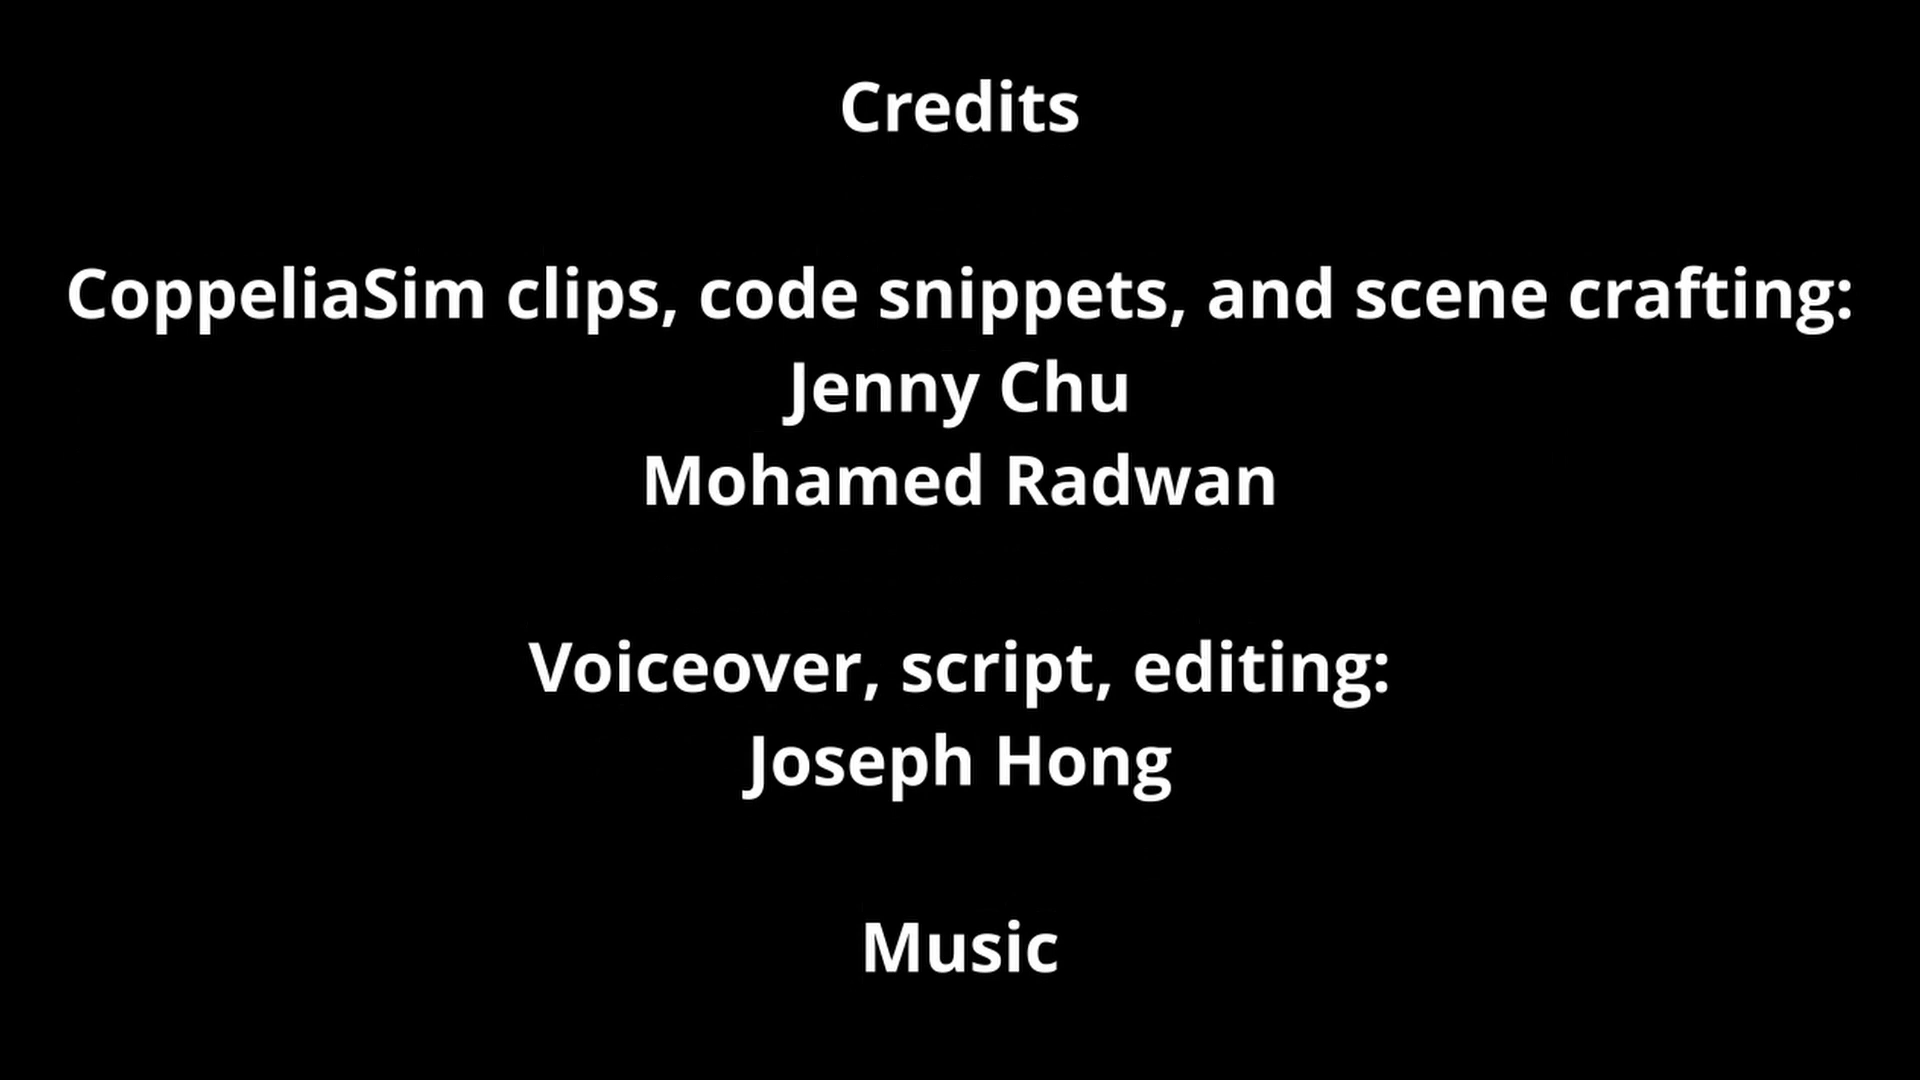 Credits
CoppeliaSim clips, code snippets, and scene crafting:
Jenny Chu
Mohamed Radwan
Voiceover, script, editing:
Joseph Hong
Music